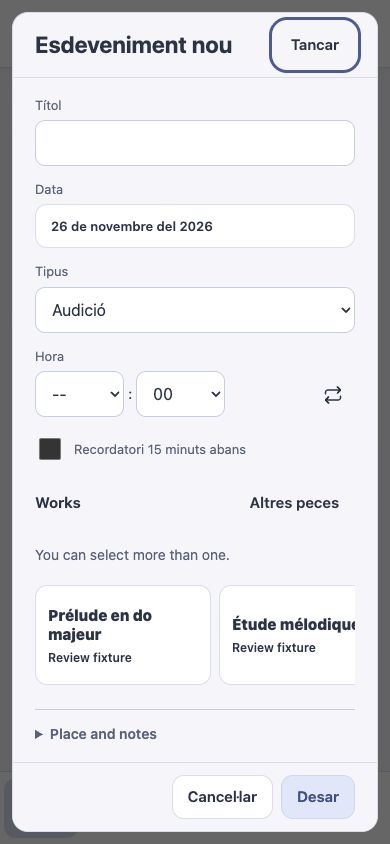 Esdeveniment nou
Tancar
Títol
Data
26 de novembre del 2026
Tipus
Audició
Hora
-- : 00
Recordatori 15 minuts abans
Works
Altres peces
You can select more than one.
Prélude en do
majeur
Review fixture
Étude mélodique
Review fixture
Place and notes
Cancel·lar
Desar